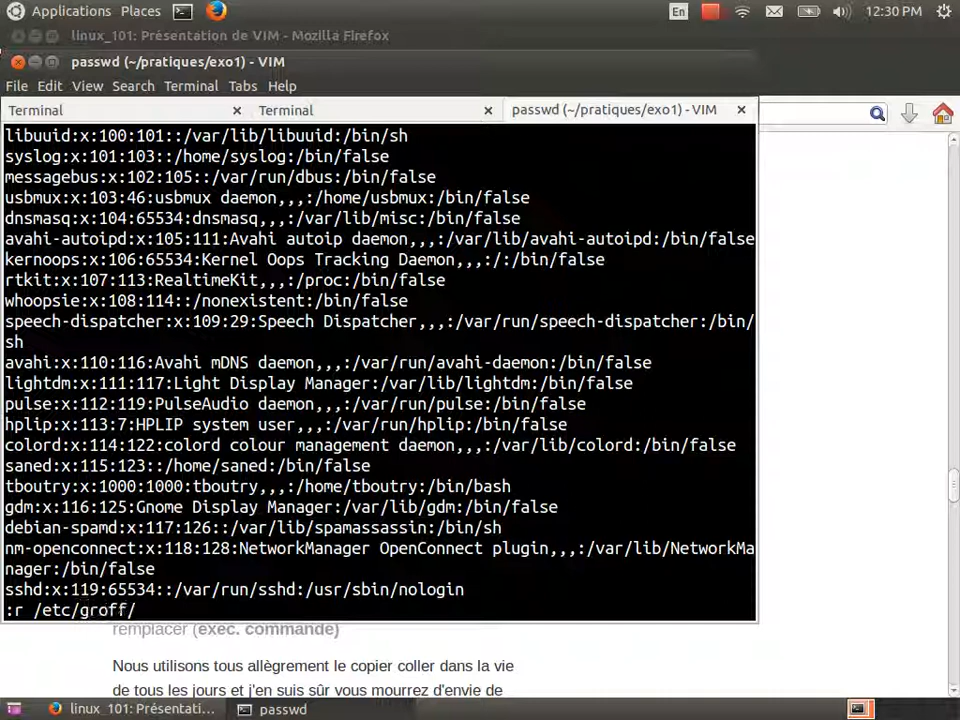 Applications Places En 12:30 PM
linux_101: Présentation de VIM - Mozilla Firefox
passwd (~/pratiques/exo1) - VIM
File Edit View Search Terminal Tabs Help
Terminal × Terminal × passwd (~/pratiques/exo1) - VIM ×
libuuid:x:100:101::/var/lib/libuuid:/bin/sh
syslog:x:101:103::/home/syslog:/bin/false
messagebus:x:102:105::/var/run/dbus:/bin/false
usbmux:x:103:46:usbmux daemon,,,:/home/usbmux:/bin/false
dnsmasq:x:104:65534:dnsmasq,,,:/var/lib/misc:/bin/false
avahi-autoipd:x:105:111:Avahi autoip daemon,,,:/var/lib/avahi-autoipd:/bin/false
kernoops:x:106:65534:Kernel Oops Tracking Daemon,,,:/:/bin/false
rtkit:x:107:113:RealtimeKit,,,:/proc:/bin/false
whoopsie:x:108:114::/nonexistent:/bin/false
speech-dispatcher:x:109:29:Speech Dispatcher,,,:/var/run/speech-dispatcher:/bin/
sh
avahi:x:110:116:Avahi mDNS daemon,,,:/var/run/avahi-daemon:/bin/false
lightdm:x:111:117:Light Display Manager:/var/lib/lightdm:/bin/false
pulse:x:112:119:PulseAudio daemon,,,:/var/run/pulse:/bin/false
hplip:x:113:7:HPLIP system user,,,:/var/run/hplip:/bin/false
colord:x:114:122:colord colour management daemon,,,:/var/lib/colord:/bin/false
saned:x:115:123::/home/saned:/bin/false
tboutry:x:1000:1000:tboutry,,,:/home/tboutry:/bin/bash
gdm:x:116:125:Gnome Display Manager:/var/lib/gdm:/bin/false
debian-spamd:x:117:126::/var/lib/spamassassin:/bin/sh
nm-openconnect:x:118:128:NetworkManager OpenConnect plugin,,,:/var/lib/NetworkMa
nager:/bin/false
sshd:x:119:65534::/var/run/sshd:/usr/sbin/nologin
:r /etc/groff/
remplacer (exec. commande)
Nous utilisons tous allègrement le copier coller dans la vie
de tous les jours et j'en suis sûr vous mourrez d'envie de
linux_101: Présentati... passwd